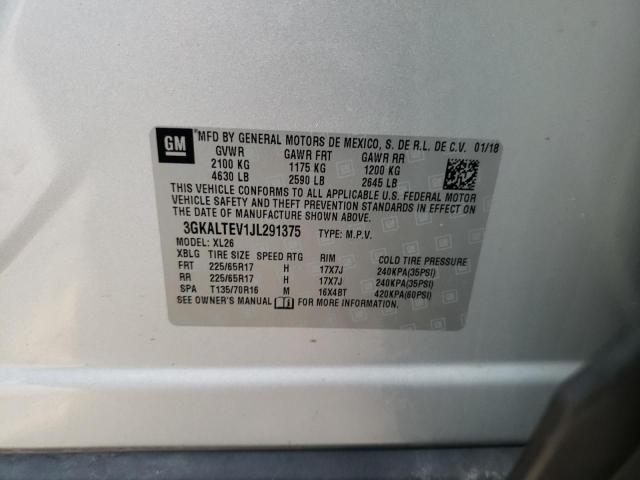 GM MFD BY GENERAL MOTORS DE MEXICO, S. DE R.L. DE C.V. 01/18
GVWR GAWR FRT GAWR RR
2100 KG 1175 KG 1200 KG
4630 LB 2590 LB 2645 LB
THIS VEHICLE CONFORMS TO ALL APPLICABLE U.S. FEDERAL MOTOR
VEHICLE SAFETY AND THEFT PREVENTION STANDARDS IN EFFECT ON THE
DATE OF MANUFACTURE SHOWN ABOVE.
3GKALTEV1JL291375 TYPE: M.P.V.
MODEL: XL26
XBLG TIRE SIZE SPEED RTG RIM COLD TIRE PRESSURE
FRT 225/65R17 H 17X7J 240KPA(35PSI)
RR 225/65R17 H 17X7J 240KPA(35PSI)
SPA T135/70R16 M 16X4BT 420KPA(60PSI)
SEE OWNER'S MANUAL FOR MORE INFORMATION.